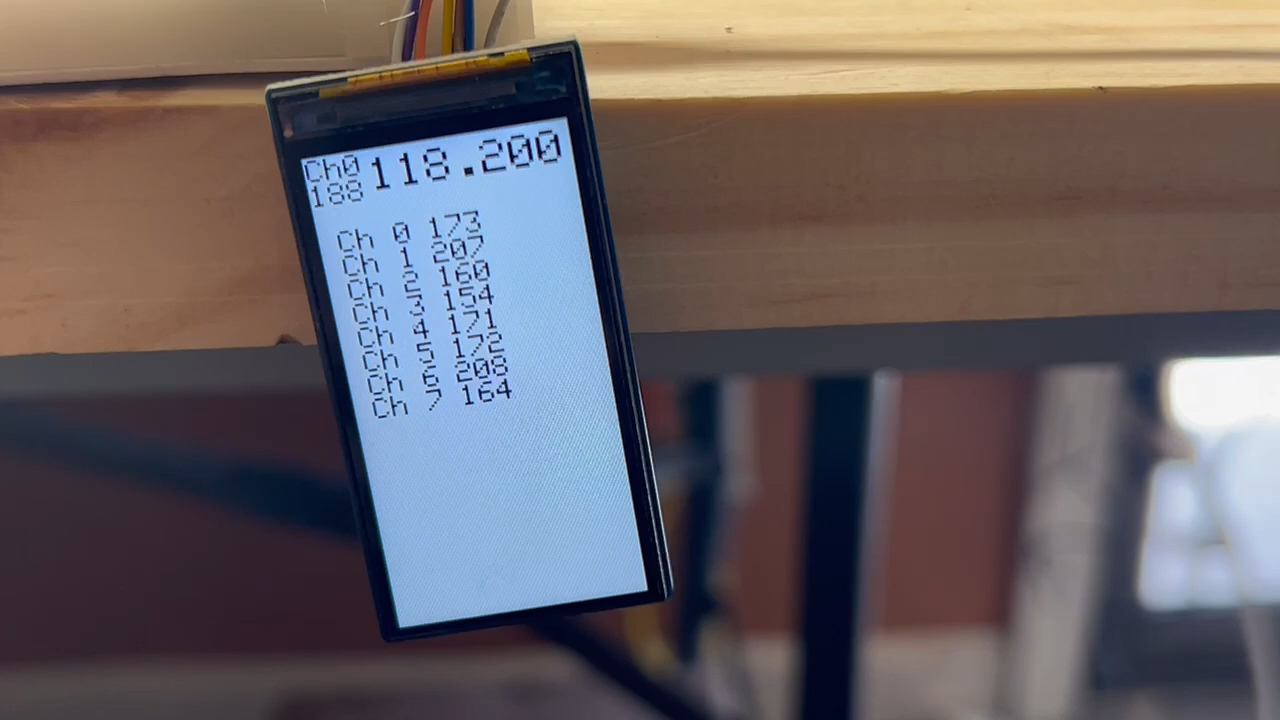 Ch0 118.200
188
Ch 0 173
Ch 1 207
Ch 2 160
Ch 3 154
Ch 4 171
Ch 5 172
Ch 6 208
Ch 7 164